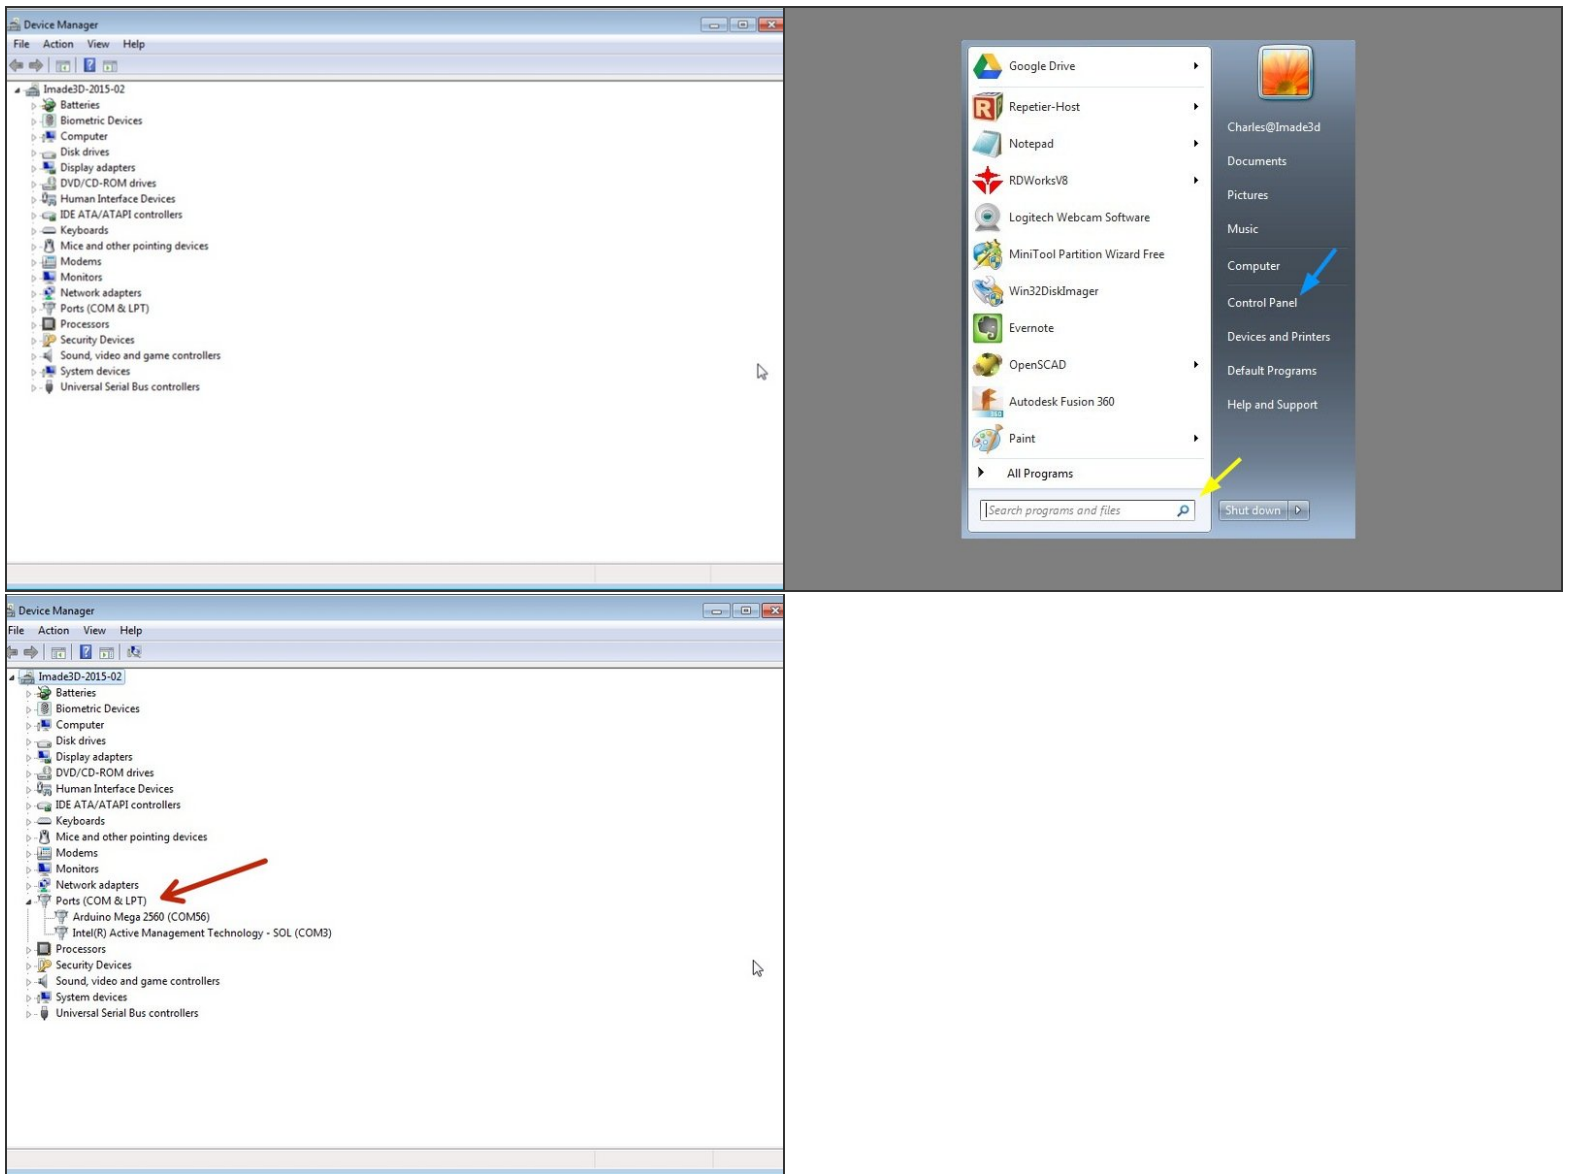 Device Manager
File Action View Help
Imade3D-2015-02
Batteries
Biometric Devices
Computer
Disk drives
Display adapters
DVD/CD-ROM drives
Human Interface Devices
IDE ATA/ATAPI controllers
Keyboards
Mice and other pointing devices
Modems
Monitors
Network adapters
Ports (COM & LPT)
Processors
Security Devices
Sound, video and game controllers
System devices
Universal Serial Bus controllers
Google Drive
Repetier-Host
Notepad
RDWorksV8
Logitech Webcam Software
MiniTool Partition Wizard Free
Win32DiskImager
Evernote
OpenSCAD
Autodesk Fusion 360
Paint
All Programs
Search programs and files
Charles@Imade3d
Documents
Pictures
Music
Computer
Control Panel
Devices and Printers
Default Programs
Help and Support
Shut down
Device Manager
File Action View Help
Imade3D-2015-02
Batteries
Biometric Devices
Computer
Disk drives
Display adapters
DVD/CD-ROM drives
Human Interface Devices
IDE ATA/ATAPI controllers
Keyboards
Mice and other pointing devices
Modems
Monitors
Network adapters
Ports (COM & LPT)
Arduino Mega 2560 (COM56)
Intel(R) Active Management Technology - SOL (COM3)
Processors
Security Devices
Sound, video and game controllers
System devices
Universal Serial Bus controllers